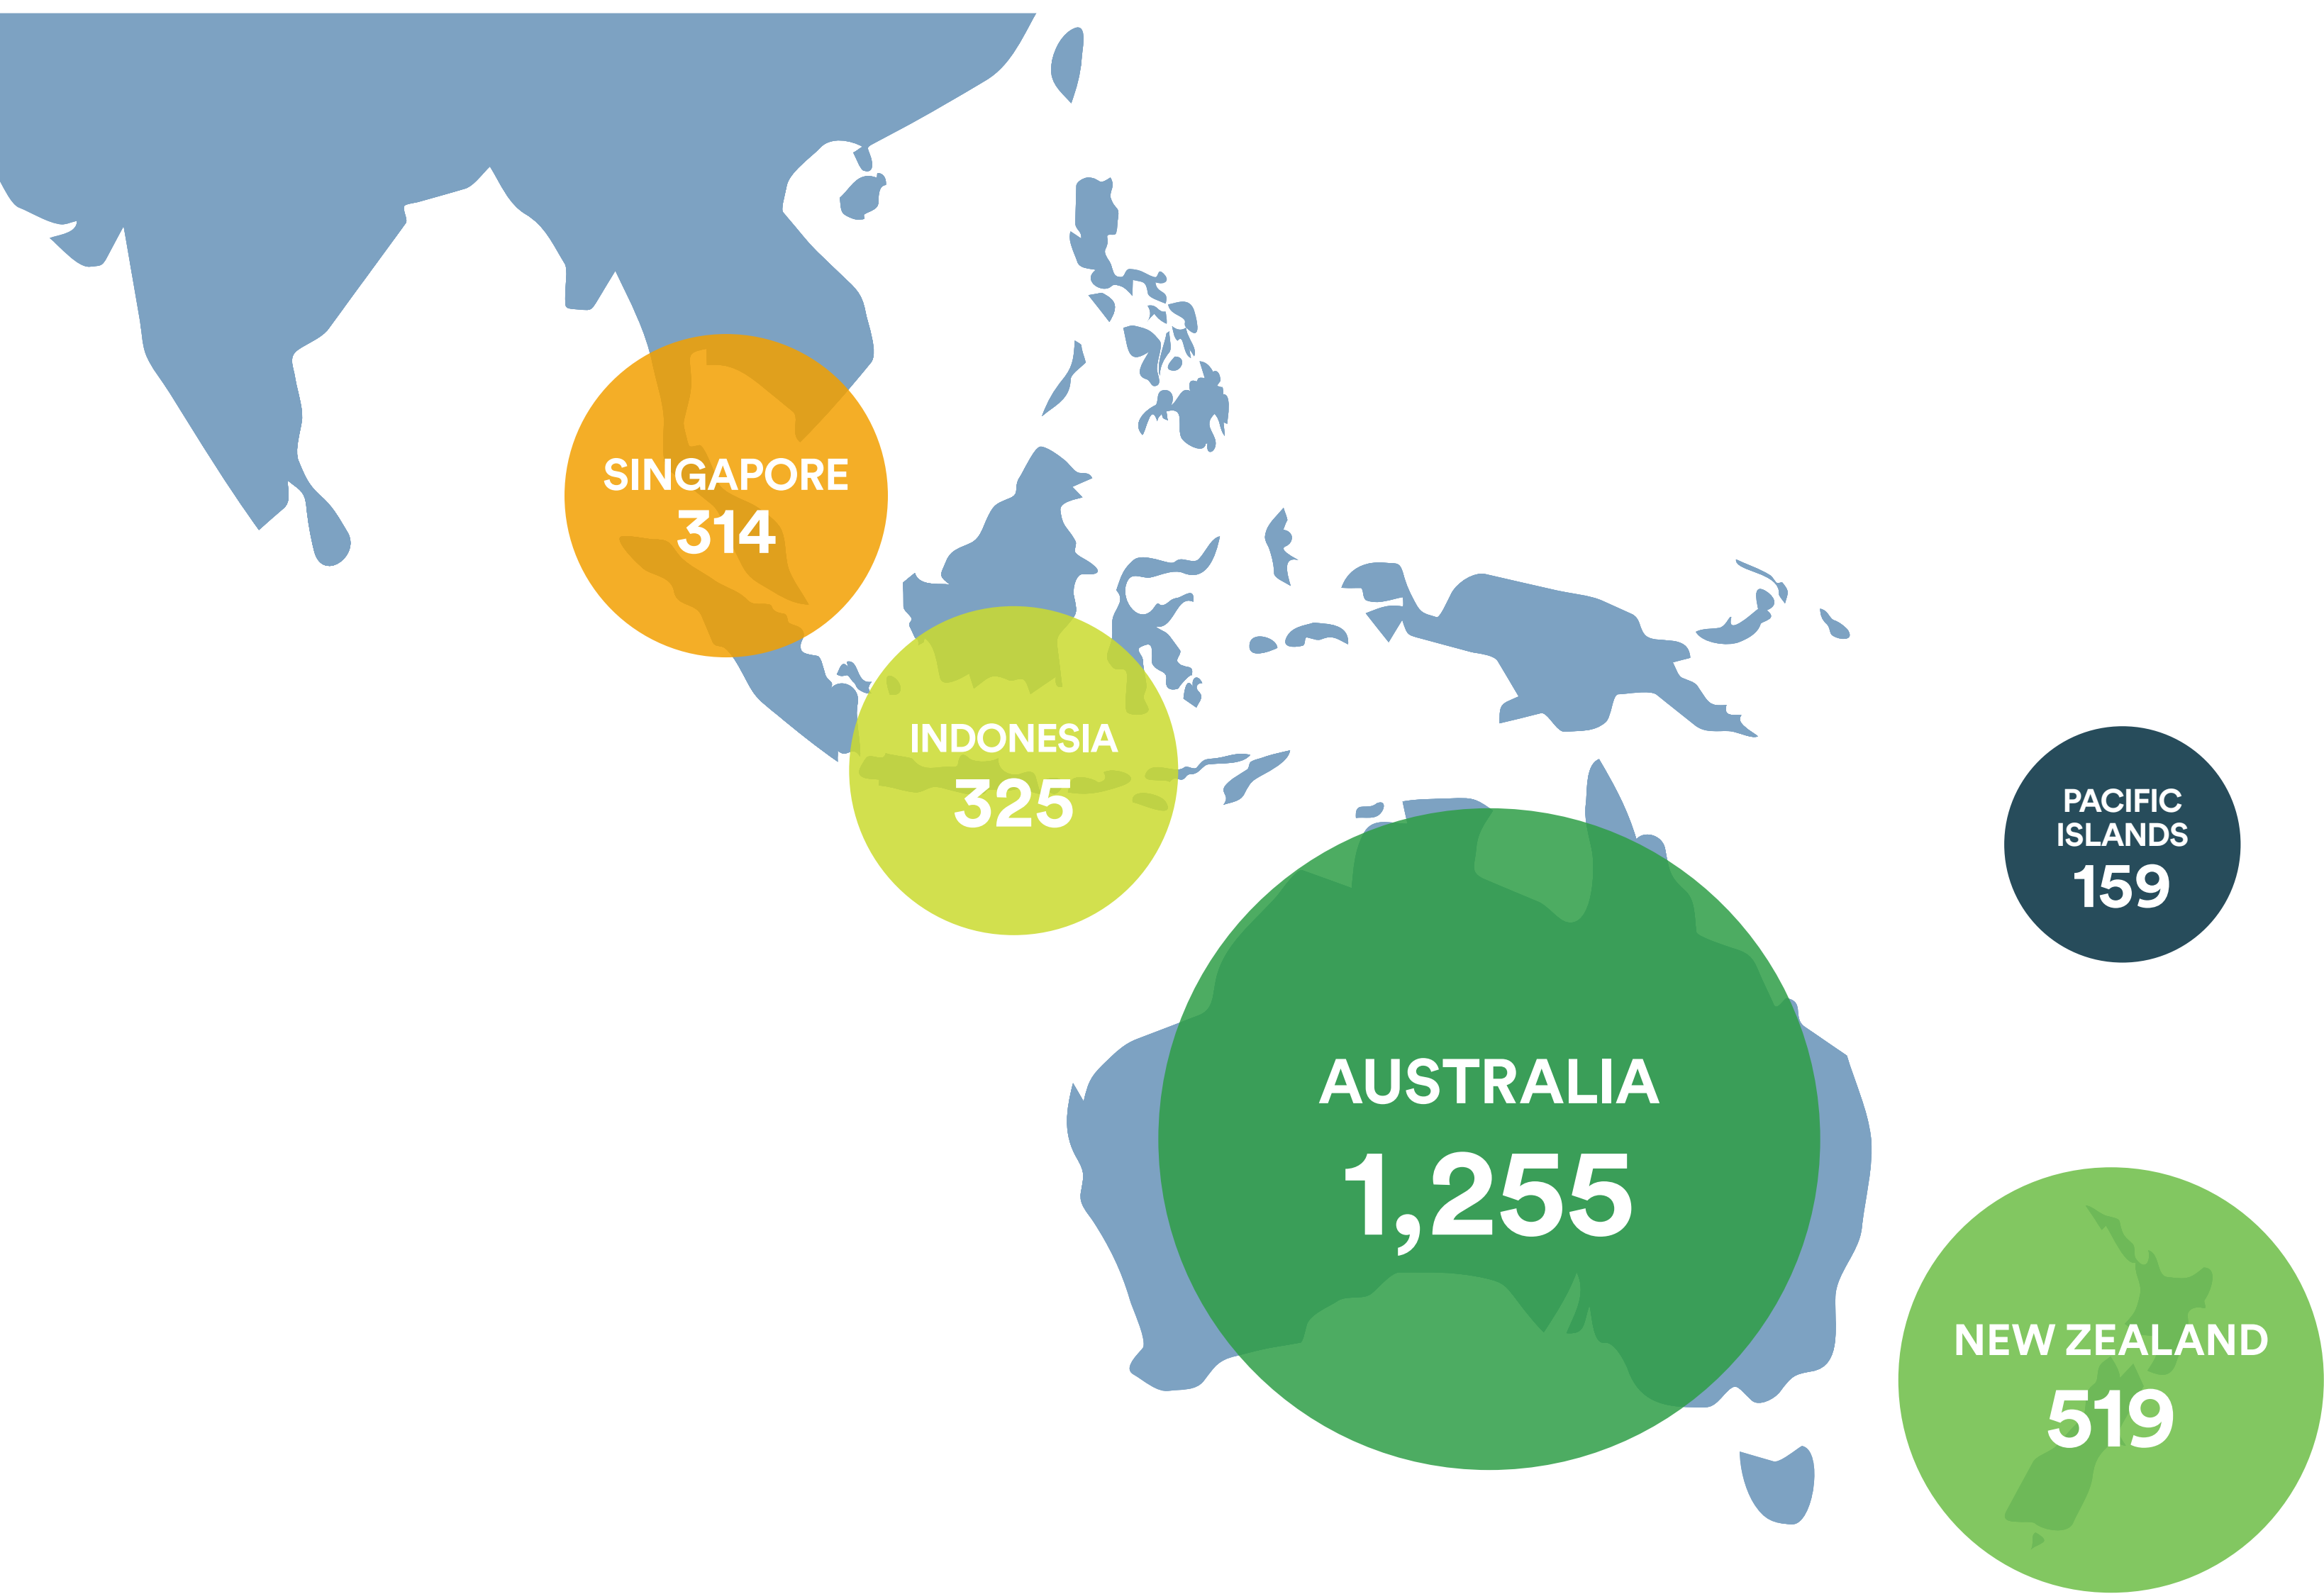 SINGAPORE
314
INDONESIA
325
PACIFIC
ISLANDS
159
AUSTRALIA
1,255
NEW ZEALAND
519